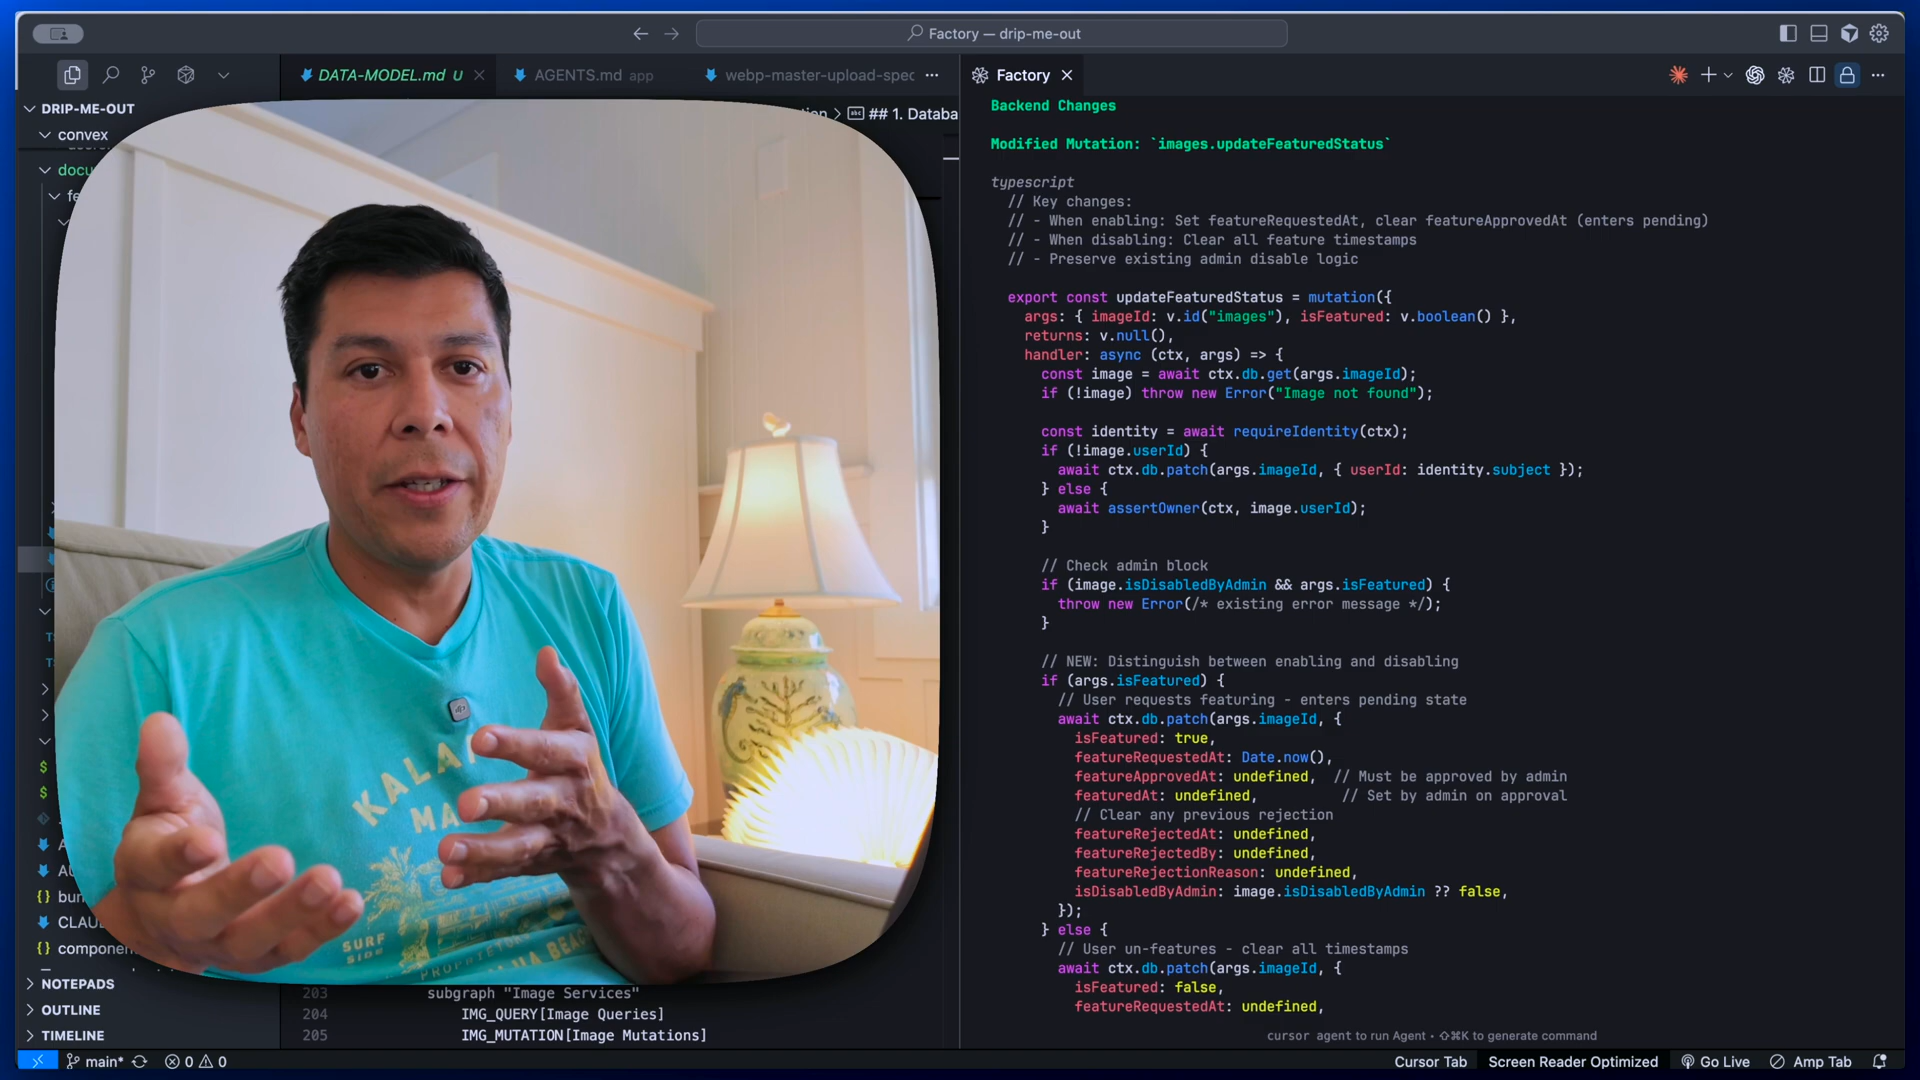 Factory — drip-me-out
DATA-MODEL.md U
AGENTS.md app
webp-master-upload-spec
Factory
DRIP-ME-OUT
convex
docu
fe
## 1. Databa
Backend Changes
Modified Mutation: `images.updateFeaturedStatus`
typescript
// Key changes:
// - When enabling: Set featureRequestedAt, clear featureApprovedAt (enters pending)
// - When disabling: Clear all feature timestamps
// - Preserve existing admin disable logic
export const updateFeaturedStatus = mutation({
args: { imageId: v.id("images"), isFeatured: v.boolean() },
returns: v.null(),
handler: async (ctx, args) => {
const image = await ctx.db.get(args.imageId);
if (!image) throw new Error("Image not found");
const identity = await requireIdentity(ctx);
if (!image.userId) {
await ctx.db.patch(args.imageId, { userId: identity.subject });
} else {
await assertOwner(ctx, image.userId);
}
// Check admin block
if (image.isDisabledByAdmin && args.isFeatured) {
throw new Error(/* existing error message */);
}
// NEW: Distinguish between enabling and disabling
if (args.isFeatured) {
// User requests featuring - enters pending state
await ctx.db.patch(args.imageId, {
isFeatured: true,
featureRequestedAt: Date.now(),
featureApprovedAt: undefined, // Must be approved by admin
featuredAt: undefined, // Set by admin on approval
// Clear any previous rejection
featureRejectedAt: undefined,
featureRejectedBy: undefined,
featureRejectionReason: undefined,
isDisabledByAdmin: image.isDisabledByAdmin ?? false,
});
} else {
// User un-features - clear all timestamps
await ctx.db.patch(args.imageId, {
isFeatured: false,
featureRequestedAt: undefined,
cursor agent to run Agent · ⇧⌘K to generate command
KALA
MA
SURF
SIDE
{} bun
CLAU
{} componen
NOTEPADS
OUTLINE
TIMELINE
203 subgraph "Image Services"
204 IMG_QUERY[Image Queries]
205 IMG_MUTATION[Image Mutations]
main* 0 0
Cursor Tab Screen Reader Optimized Go Live Amp Tab